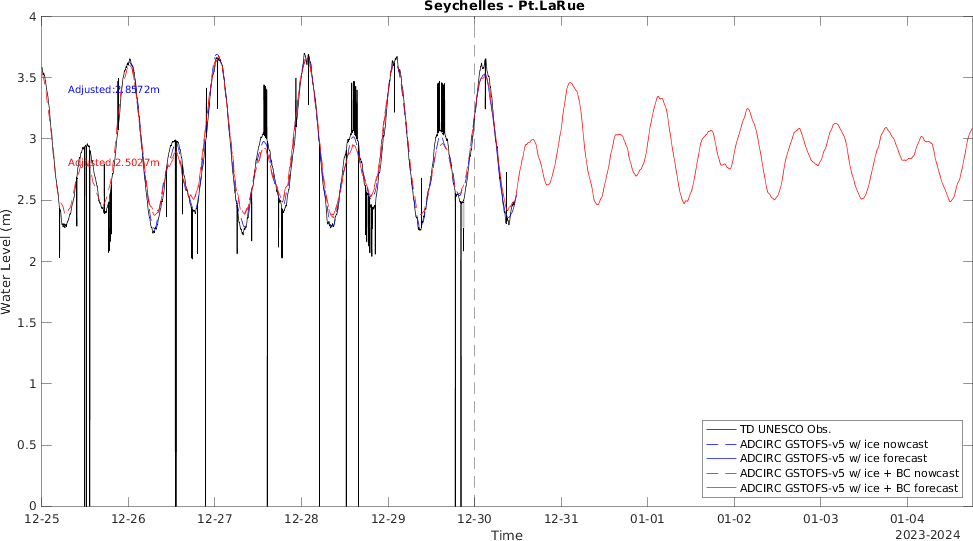 Seychelles - Pt.LaRue
4
3.5
3
2.5
2
1.5
1
0.5
0
Water Level (m)
Adjusted:2.8572m
Adjusted:2.5027m
TD UNESCO Obs.
ADCIRC GSTOFS-v5 w/ ice nowcast
ADCIRC GSTOFS-v5 w/ ice forecast
ADCIRC GSTOFS-v5 w/ ice + BC nowcast
ADCIRC GSTOFS-v5 w/ ice + BC forecast
12-25 12-26 12-27 12-28 12-29 12-30 12-31 01-01 01-02 01-03 01-04
Time
2023-2024